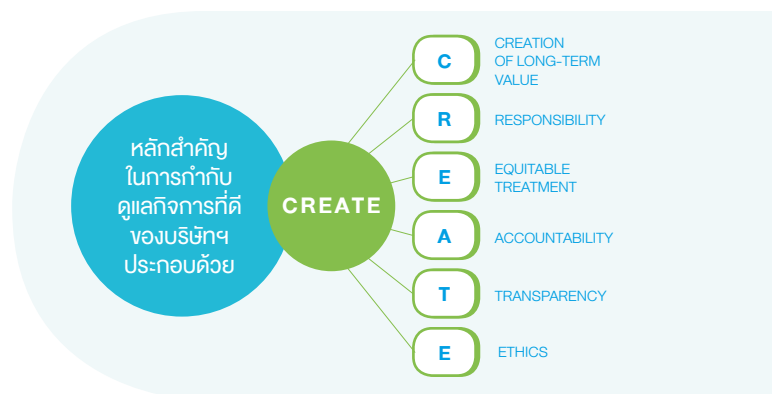 หลักสำคัญ
ในการกำกับ
ดูแลกิจการที่ดี
ของบริษัทฯ
ประกอบด้วย
CREATE
C
CREATION
OF LONG-TERM
VALUE
R
RESPONSIBILITY
E
EQUITABLE
TREATMENT
A
ACCOUNTABILITY
T
TRANSPARENCY
E
ETHICS